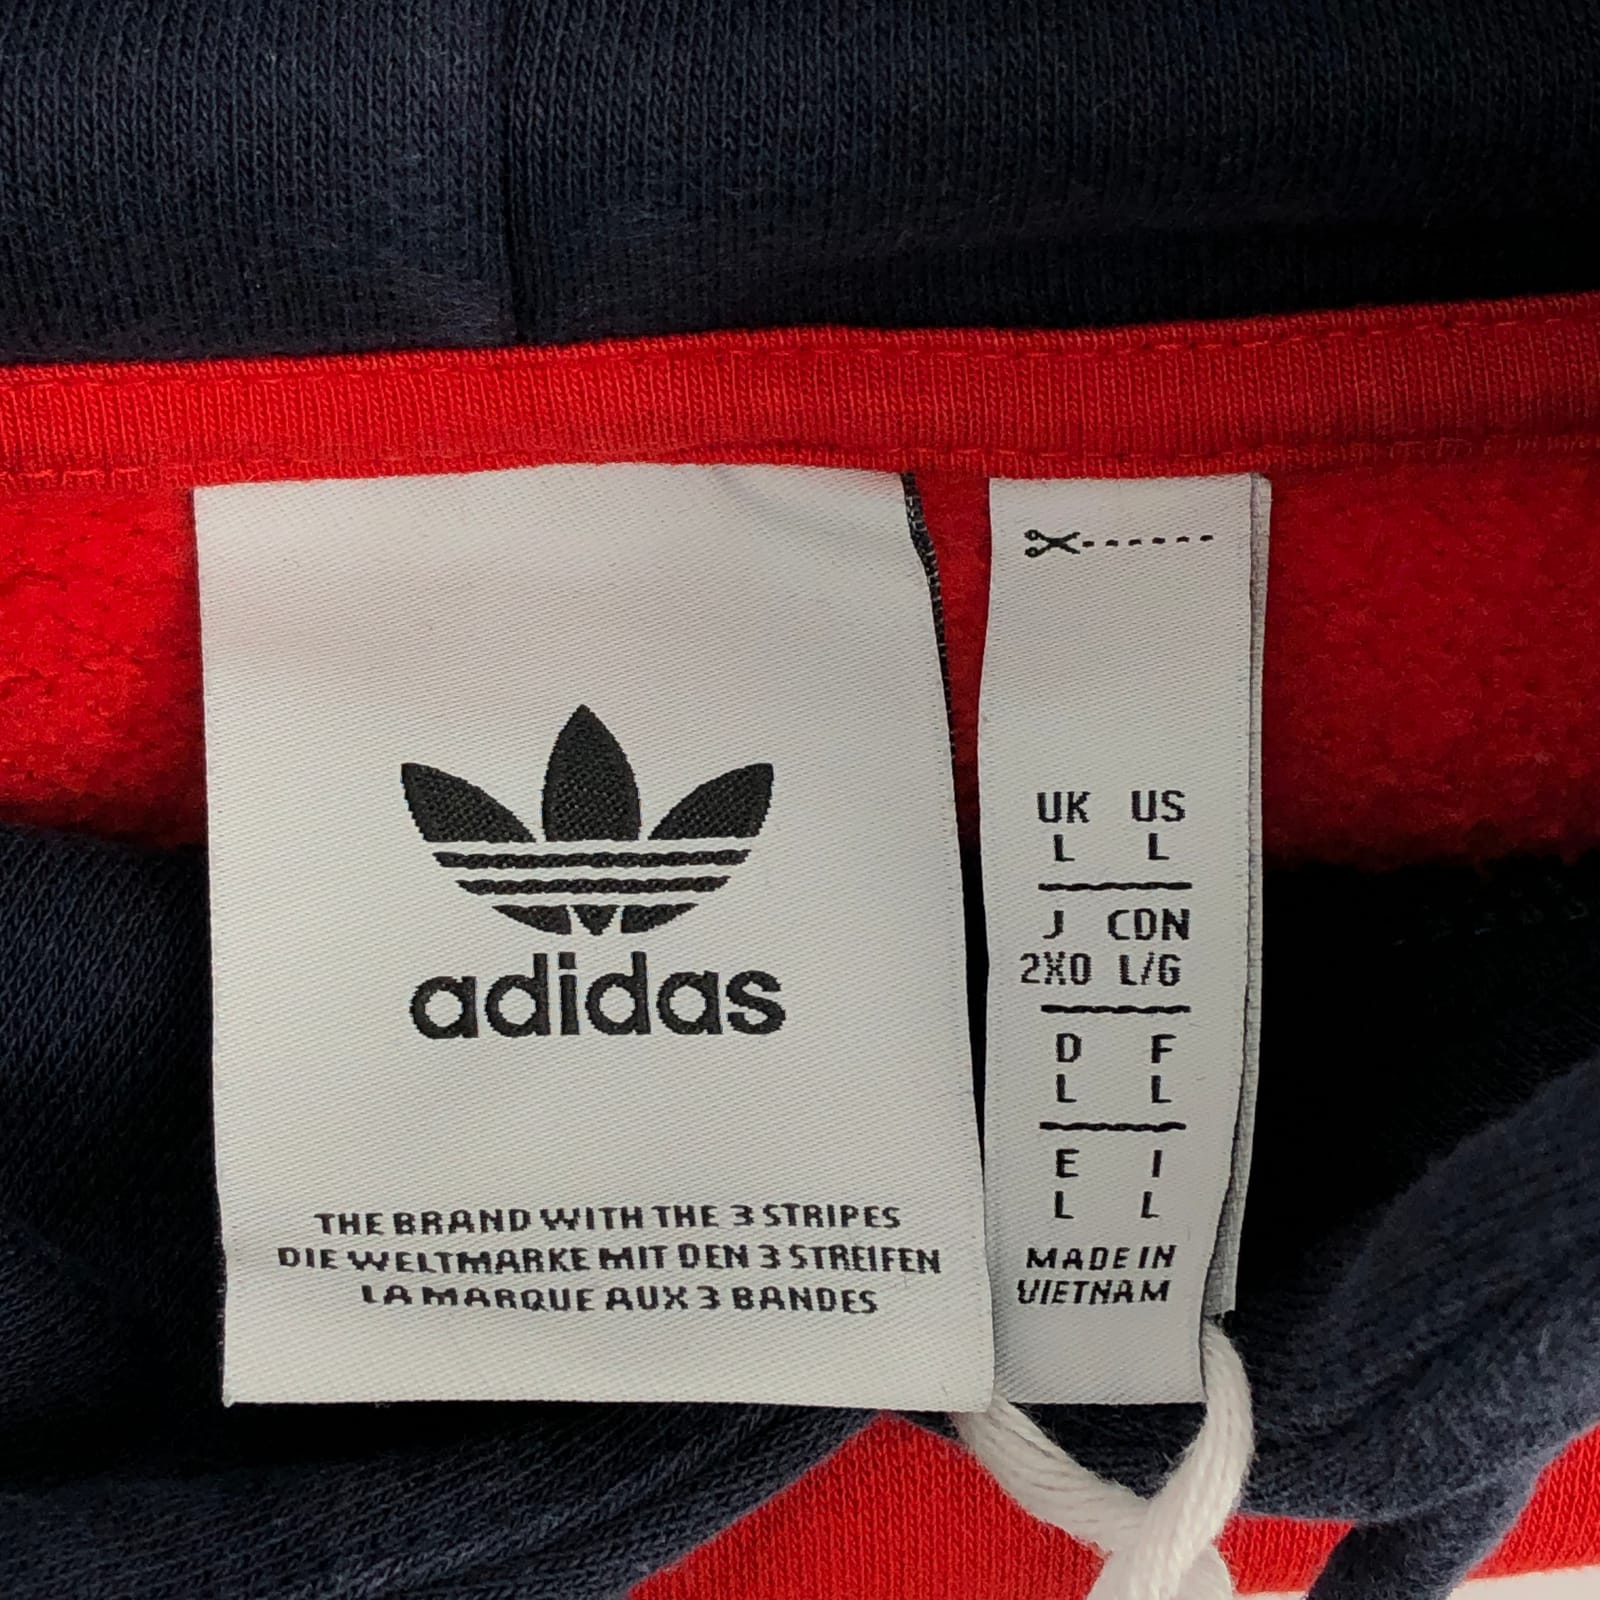 adidas
THE BRAND WITH THE 3 STRIPES
DIE WELTMARKE MIT DEN 3 STREIFEN
LA MARQUE AUX 3 BANDES
UK US
L L
J CDN
2XO L/G
D F
L L
E I
L L
MADE IN
VIETNAM